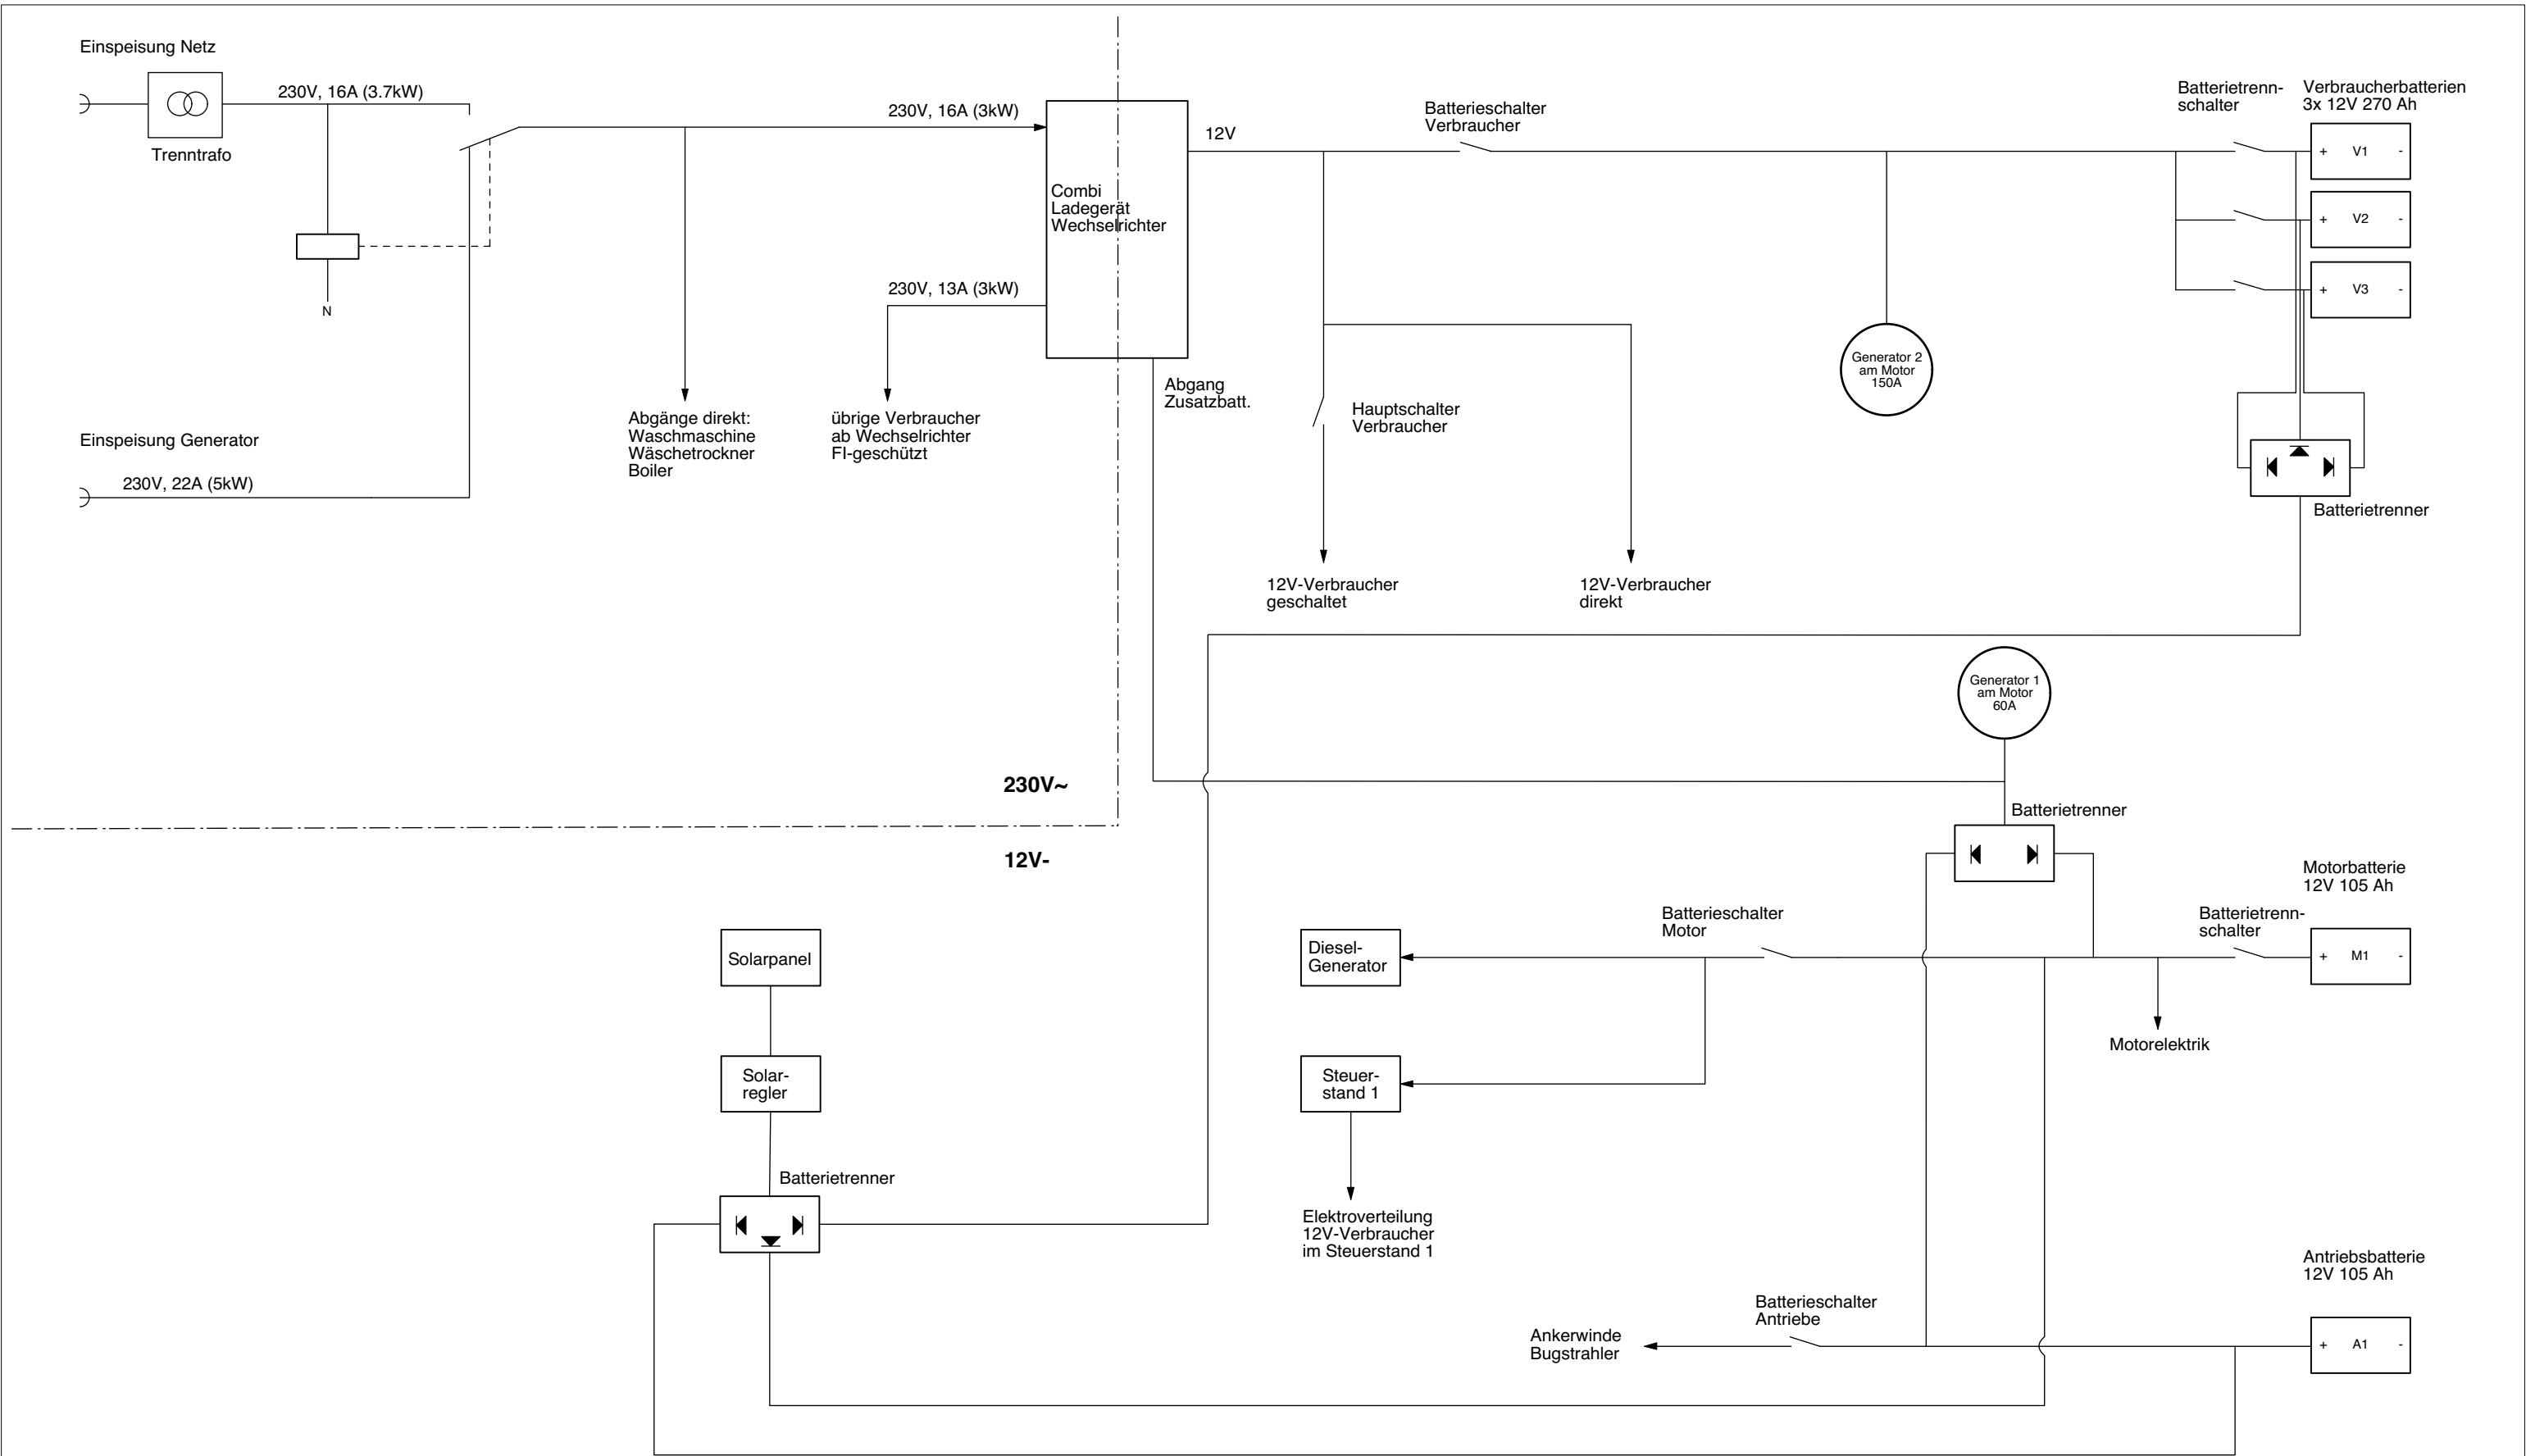 Einspeisung Netz
230V, 16A (3.7kW)
Trenntrafo
N
Einspeisung Generator
230V, 22A (5kW)
230V, 16A (3kW)
Combi
Ladegerät
Wechselrichter
230V, 13A (3kW)
Abgänge direkt:
Waschmaschine
Wäschetrockner
Boiler
übrige Verbraucher
ab Wechselrichter
FI-geschützt
12V
Abgang
Zusatzbatt.
Batterieschalter
Verbraucher
Hauptschalter
Verbraucher
12V-Verbraucher
geschaltet
12V-Verbraucher
direkt
Generator 2
am Motor
150A
Batterietrenn-
schalter
Verbraucherbatterien
3x 12V 270 Ah
+ V1 -
+ V2 -
+ V3 -
Batterietrenner
230V~
12V-
Generator 1
am Motor
60A
Batterietrenner
Motorbatterie
12V 105 Ah
Batterietrenn-
schalter
+ M1 -
Motorelektrik
Batterieschalter
Motor
Diesel-
Generator
Steuer-
stand 1
Elektroverteilung
12V-Verbraucher
im Steuerstand 1
Solarpanel
Solar-
regler
Batterietrenner
Batterieschalter
Antriebe
Ankerwinde
Bugstrahler
Antriebsbatterie
12V 105 Ah
+ A1 -